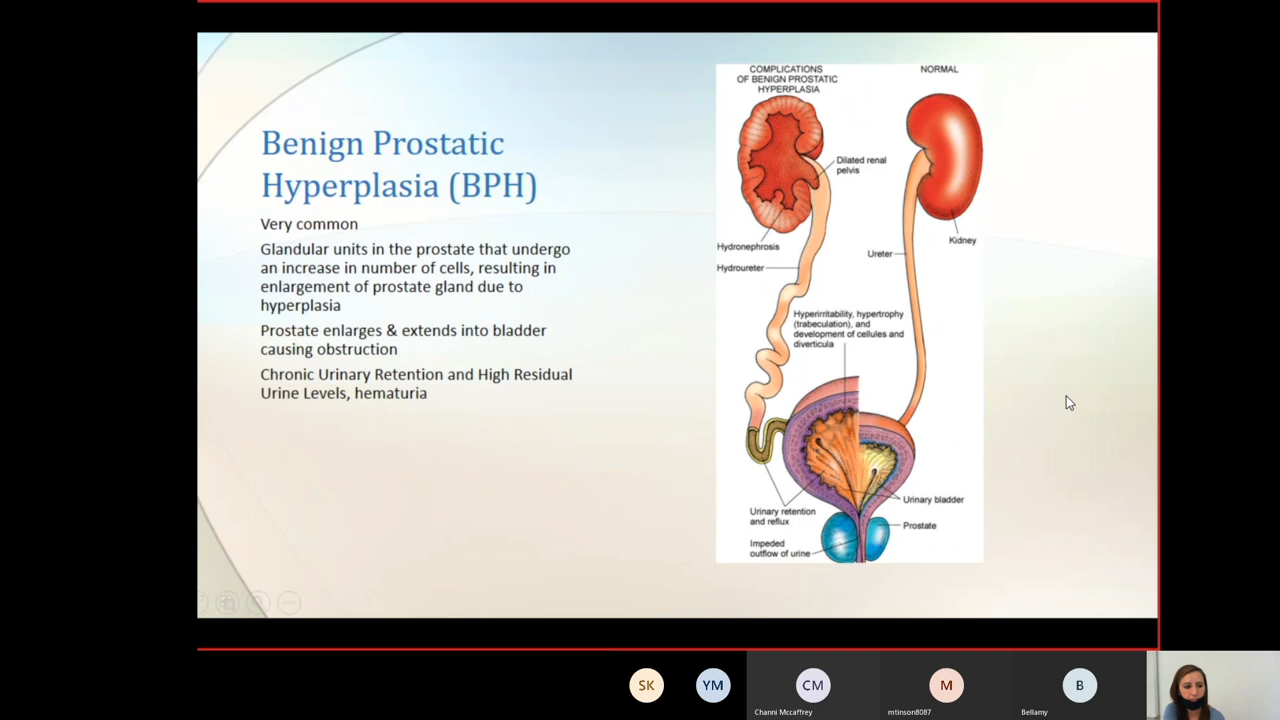 Benign Prostatic
Hyperplasia (BPH)
Very common
Glandular units in the prostate that undergo
an increase in number of cells, resulting in
enlargement of prostate gland due to
hyperplasia
Prostate enlarges & extends into bladder
causing obstruction
Chronic Urinary Retention and High Residual
Urine Levels, hematuria
COMPLICATIONS
OF BENIGN PROSTATIC
HYPERPLASIA
NORMAL
Dilated renal
pelvis
Hydronephrosis
Kidney
Hydroureter
Ureter
Hyperirritability, hypertrophy
(trabeculation), and
development of cellules and
diverticula
Urinary bladder
Urinary retention
and reflux
Prostate
Impeded
outflow of urine
SK
YM
CM
M
B
Channi Mccaffrey
mtinson8087
Bellamy